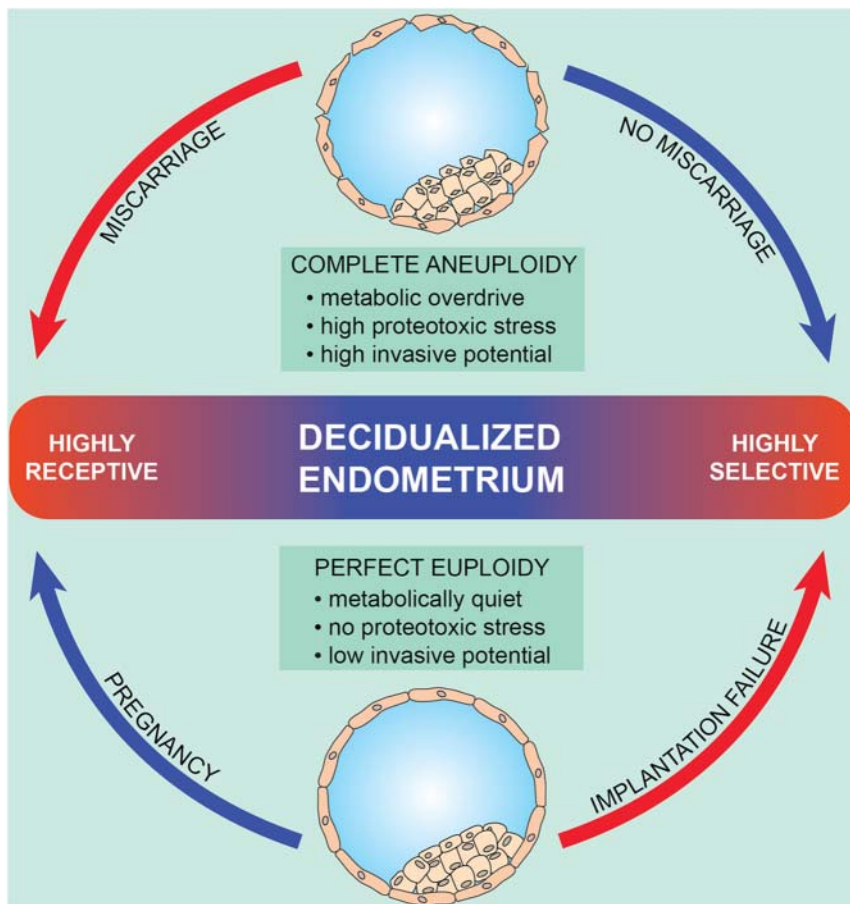 MISCARRIAGE
NO MISCARRIAGE
COMPLETE ANEUPLOIDY
• metabolic overdrive
• high proteotoxic stress
• high invasive potential
HIGHLY
RECEPTIVE
DECIDUALIZED
ENDOMETRIUM
HIGHLY
SELECTIVE
PERFECT EUPLOIDY
• metabolically quiet
• no proteotoxic stress
• low invasive potential
PREGNANCY
IMPLANTATION FAILURE